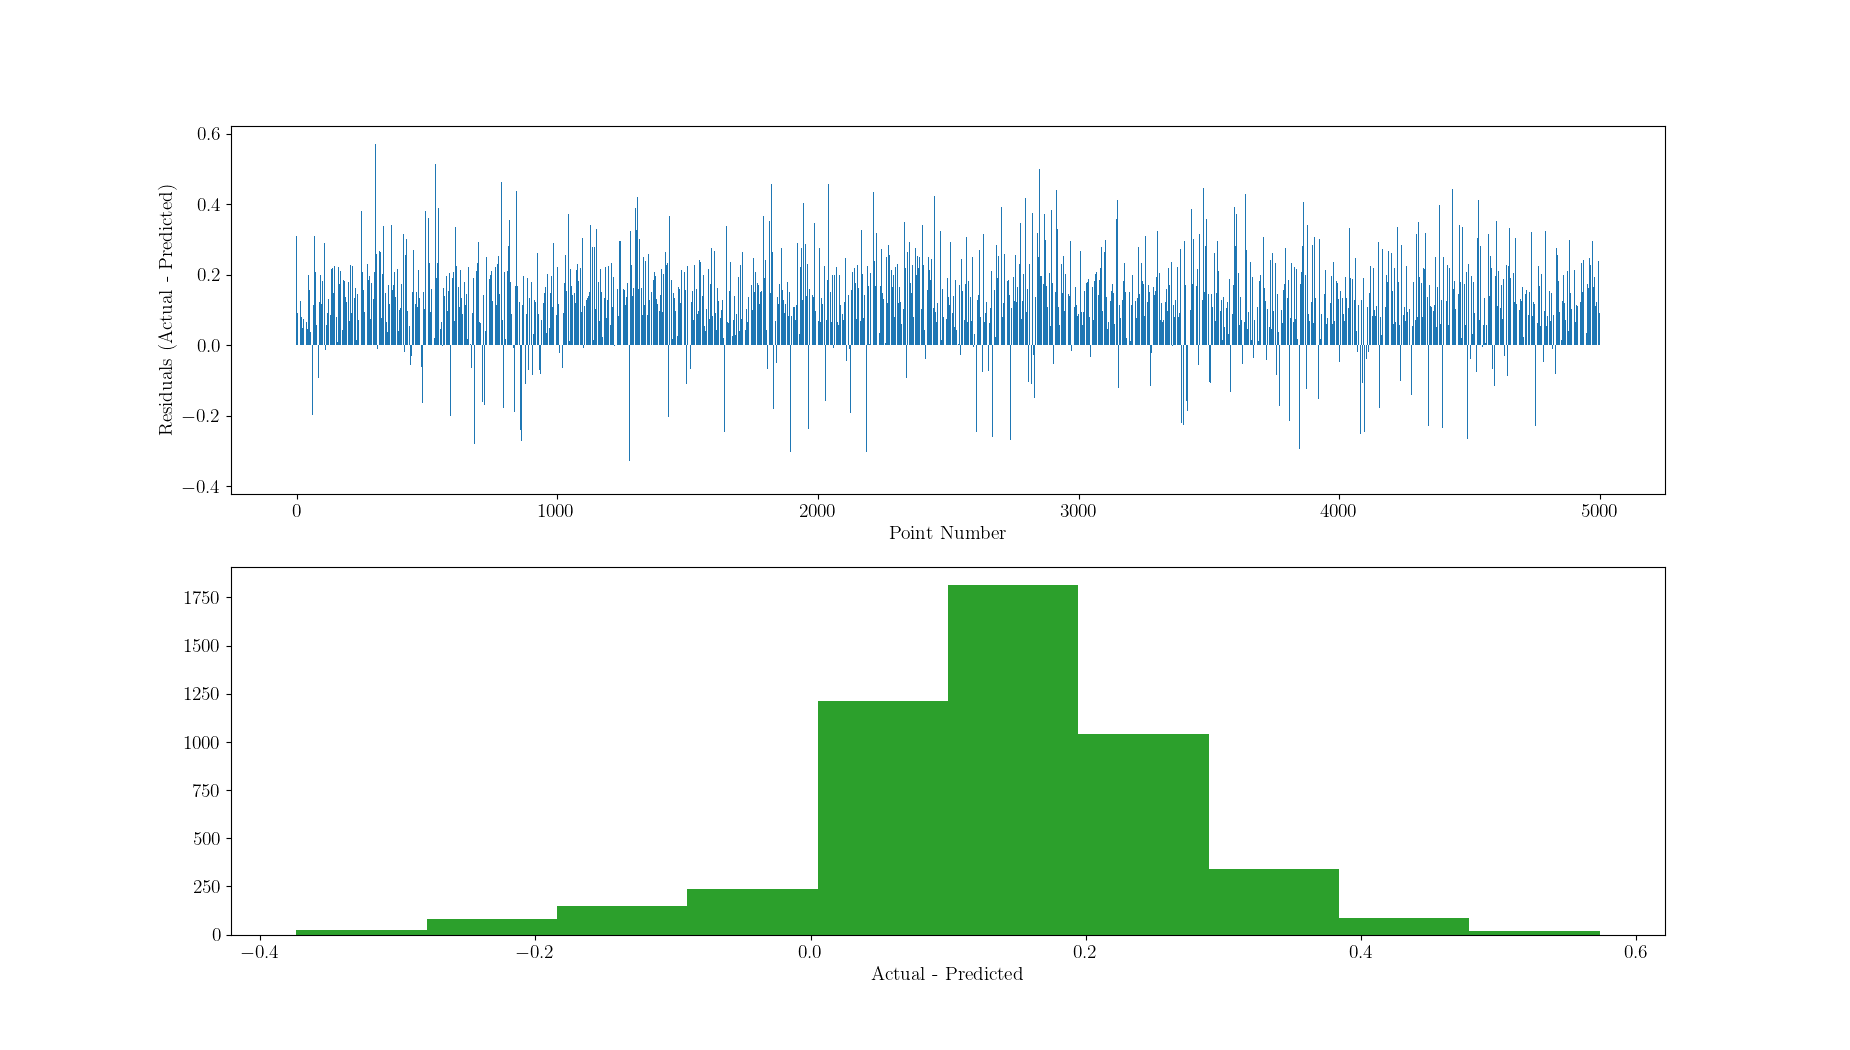 0.6
0.4
0.2
0.0
−0.2
−0.4
Residuals (Actual - Predicted)
0 1000 2000 3000 4000 5000
Point Number
1750
1500
1250
1000
750
500
250
0
−0.4 −0.2 0.0 0.2 0.4 0.6
Actual - Predicted